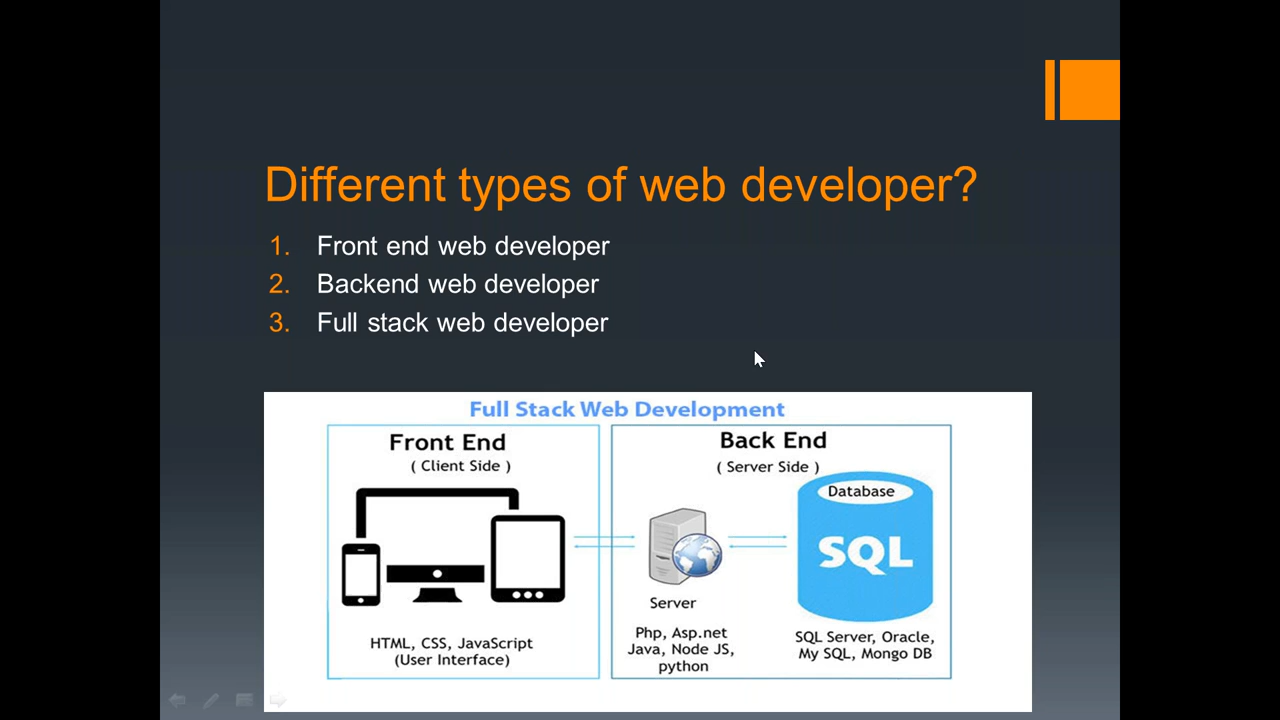 Different types of web developer?
1. Front end web developer
2. Backend web developer
3. Full stack web developer
Full Stack Web Development
Front End
( Client Side )
HTML, CSS, JavaScript
(User Interface)
Back End
( Server Side )
Server
Php, Asp.net
Java, Node JS,
python
Database
SQL
SQL Server, Oracle,
My SQL, Mongo DB